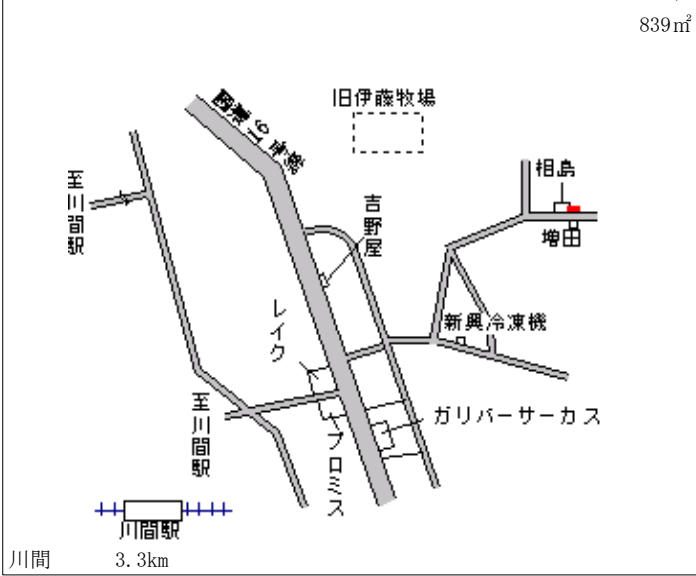 839㎡
旧伊藤牧場
国道16号線
相島
至川間駅
吉野屋
増田
レイク
新興冷凍機
至川間駅
ガリバーサーカス
プロミス
川間駅
川間 3.3km